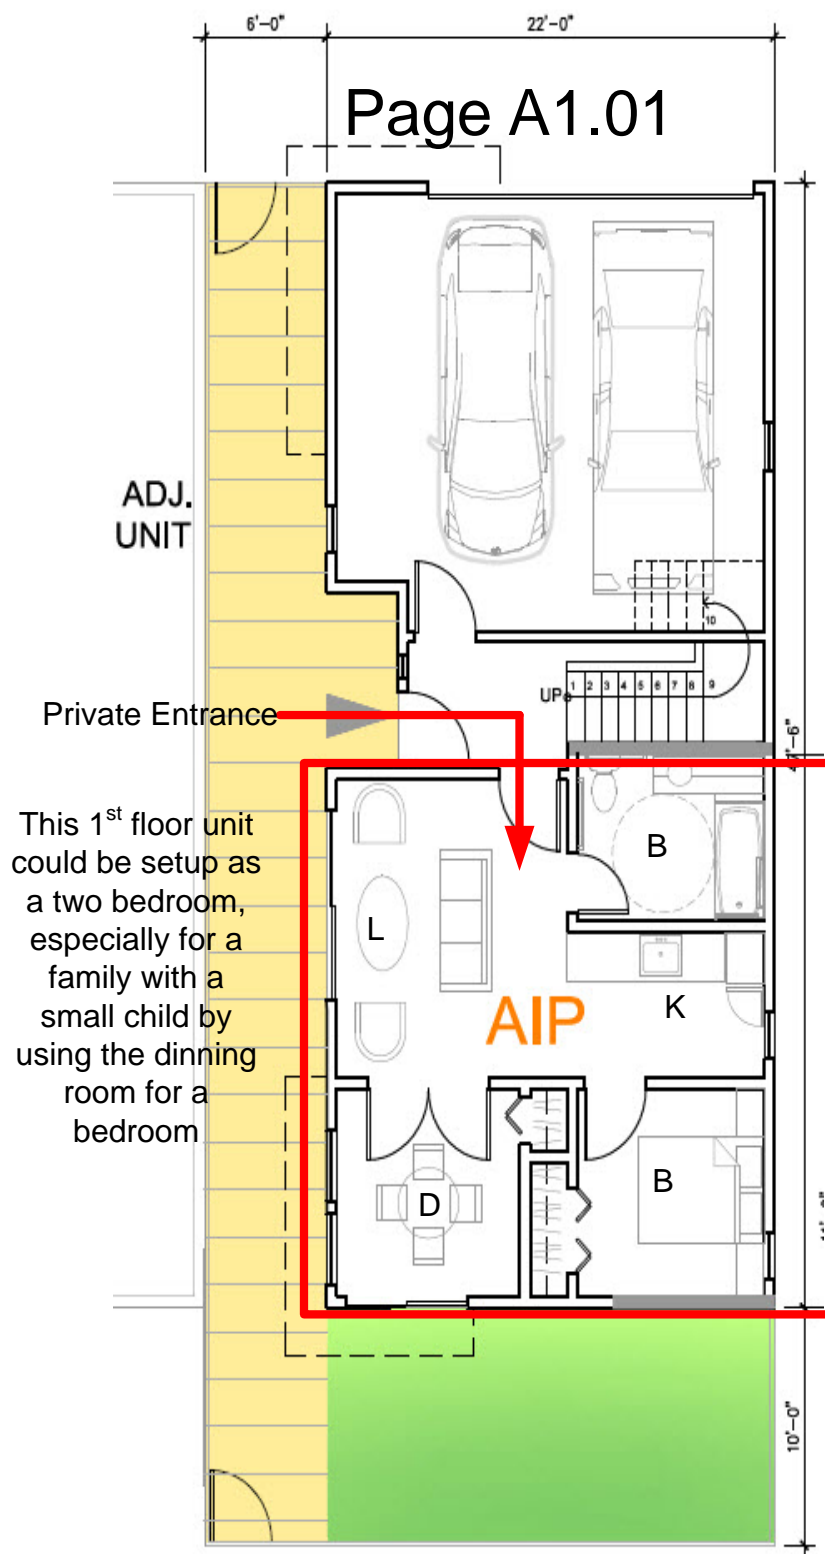 6'-0"
22'-0"
Page A1.01
ADJ.
UNIT
10
UP
1 2 3 4 5 6 7 8 9
Private Entrance
This 1st floor unit
could be setup as
a two bedroom,
especially for a
family with a
small child by
using the dinning
room for a
bedroom
B
L
K
AIP
B
D
10'-0"